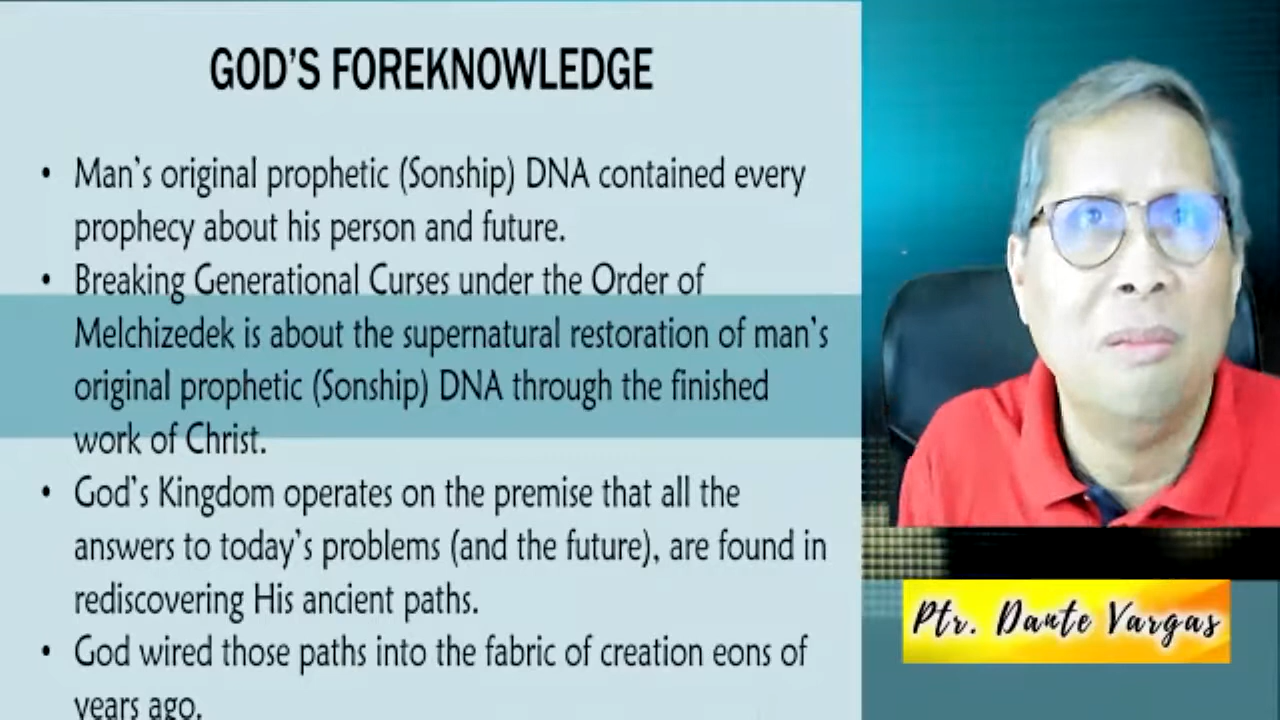 GOD'S FOREKNOWLEDGE
• Man's original prophetic (Sonship) DNA contained every
prophecy about his person and future.
• Breaking Generational Curses under the Order of
Melchizedek is about the supernatural restoration of man's
original prophetic (Sonship) DNA through the finished
work of Christ.
• God's Kingdom operates on the premise that all the
answers to today's problems (and the future), are found in
rediscovering His ancient paths.
• God wired those paths into the fabric of creation eons of
years ago.
Ptr. Dante Vargas